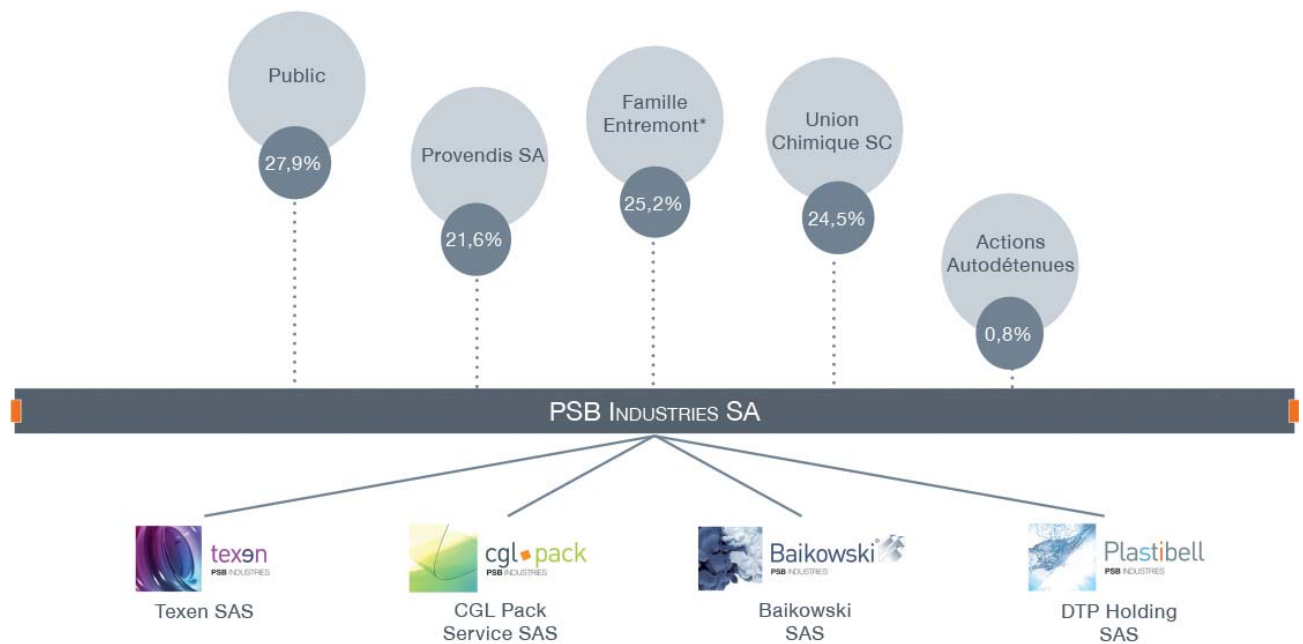 Public
27,9%
Provendis SA
21,6%
Famille
Entremont*
25,2%
Union
Chimique SC
24,5%
Actions
Autodétenues
0,8%
PSB INDUSTRIES SA
texen
PSB INDUSTRIES
Texen SAS
cgl pack
PSB INDUSTRIES
CGL Pack
Service SAS
Baikowski
PSB INDUSTRIES
Baikowski
SAS
Plastibell
PSB INDUSTRIES
DTP Holding
SAS